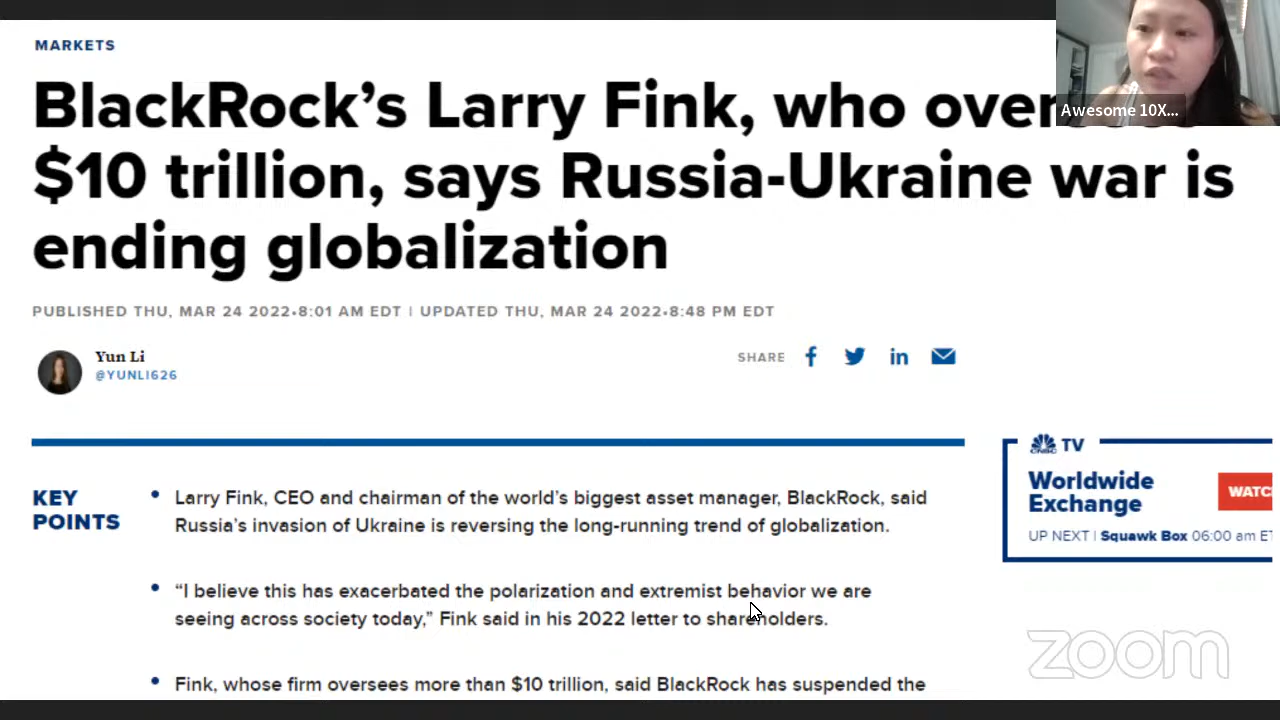 MARKETS
BlackRock’s Larry Fink, who over
$10 trillion, says Russia-Ukraine war is
ending globalization
Awesome 10X...
PUBLISHED THU, MAR 24 2022•8:01 AM EDT | UPDATED THU, MAR 24 2022•8:48 PM EDT
Yun Li
@YUNLI626
SHARE
KEY
POINTS
• Larry Fink, CEO and chairman of the world’s biggest asset manager, BlackRock, said
Russia’s invasion of Ukraine is reversing the long-running trend of globalization.
• “I believe this has exacerbated the polarization and extremist behavior we are
seeing across society today,” Fink said in his 2022 letter to shareholders.
• Fink, whose firm oversees more than $10 trillion, said BlackRock has suspended the
CNBC TV
Worldwide
Exchange
WATC
UP NEXT | Squawk Box 06:00 am ET
zoom